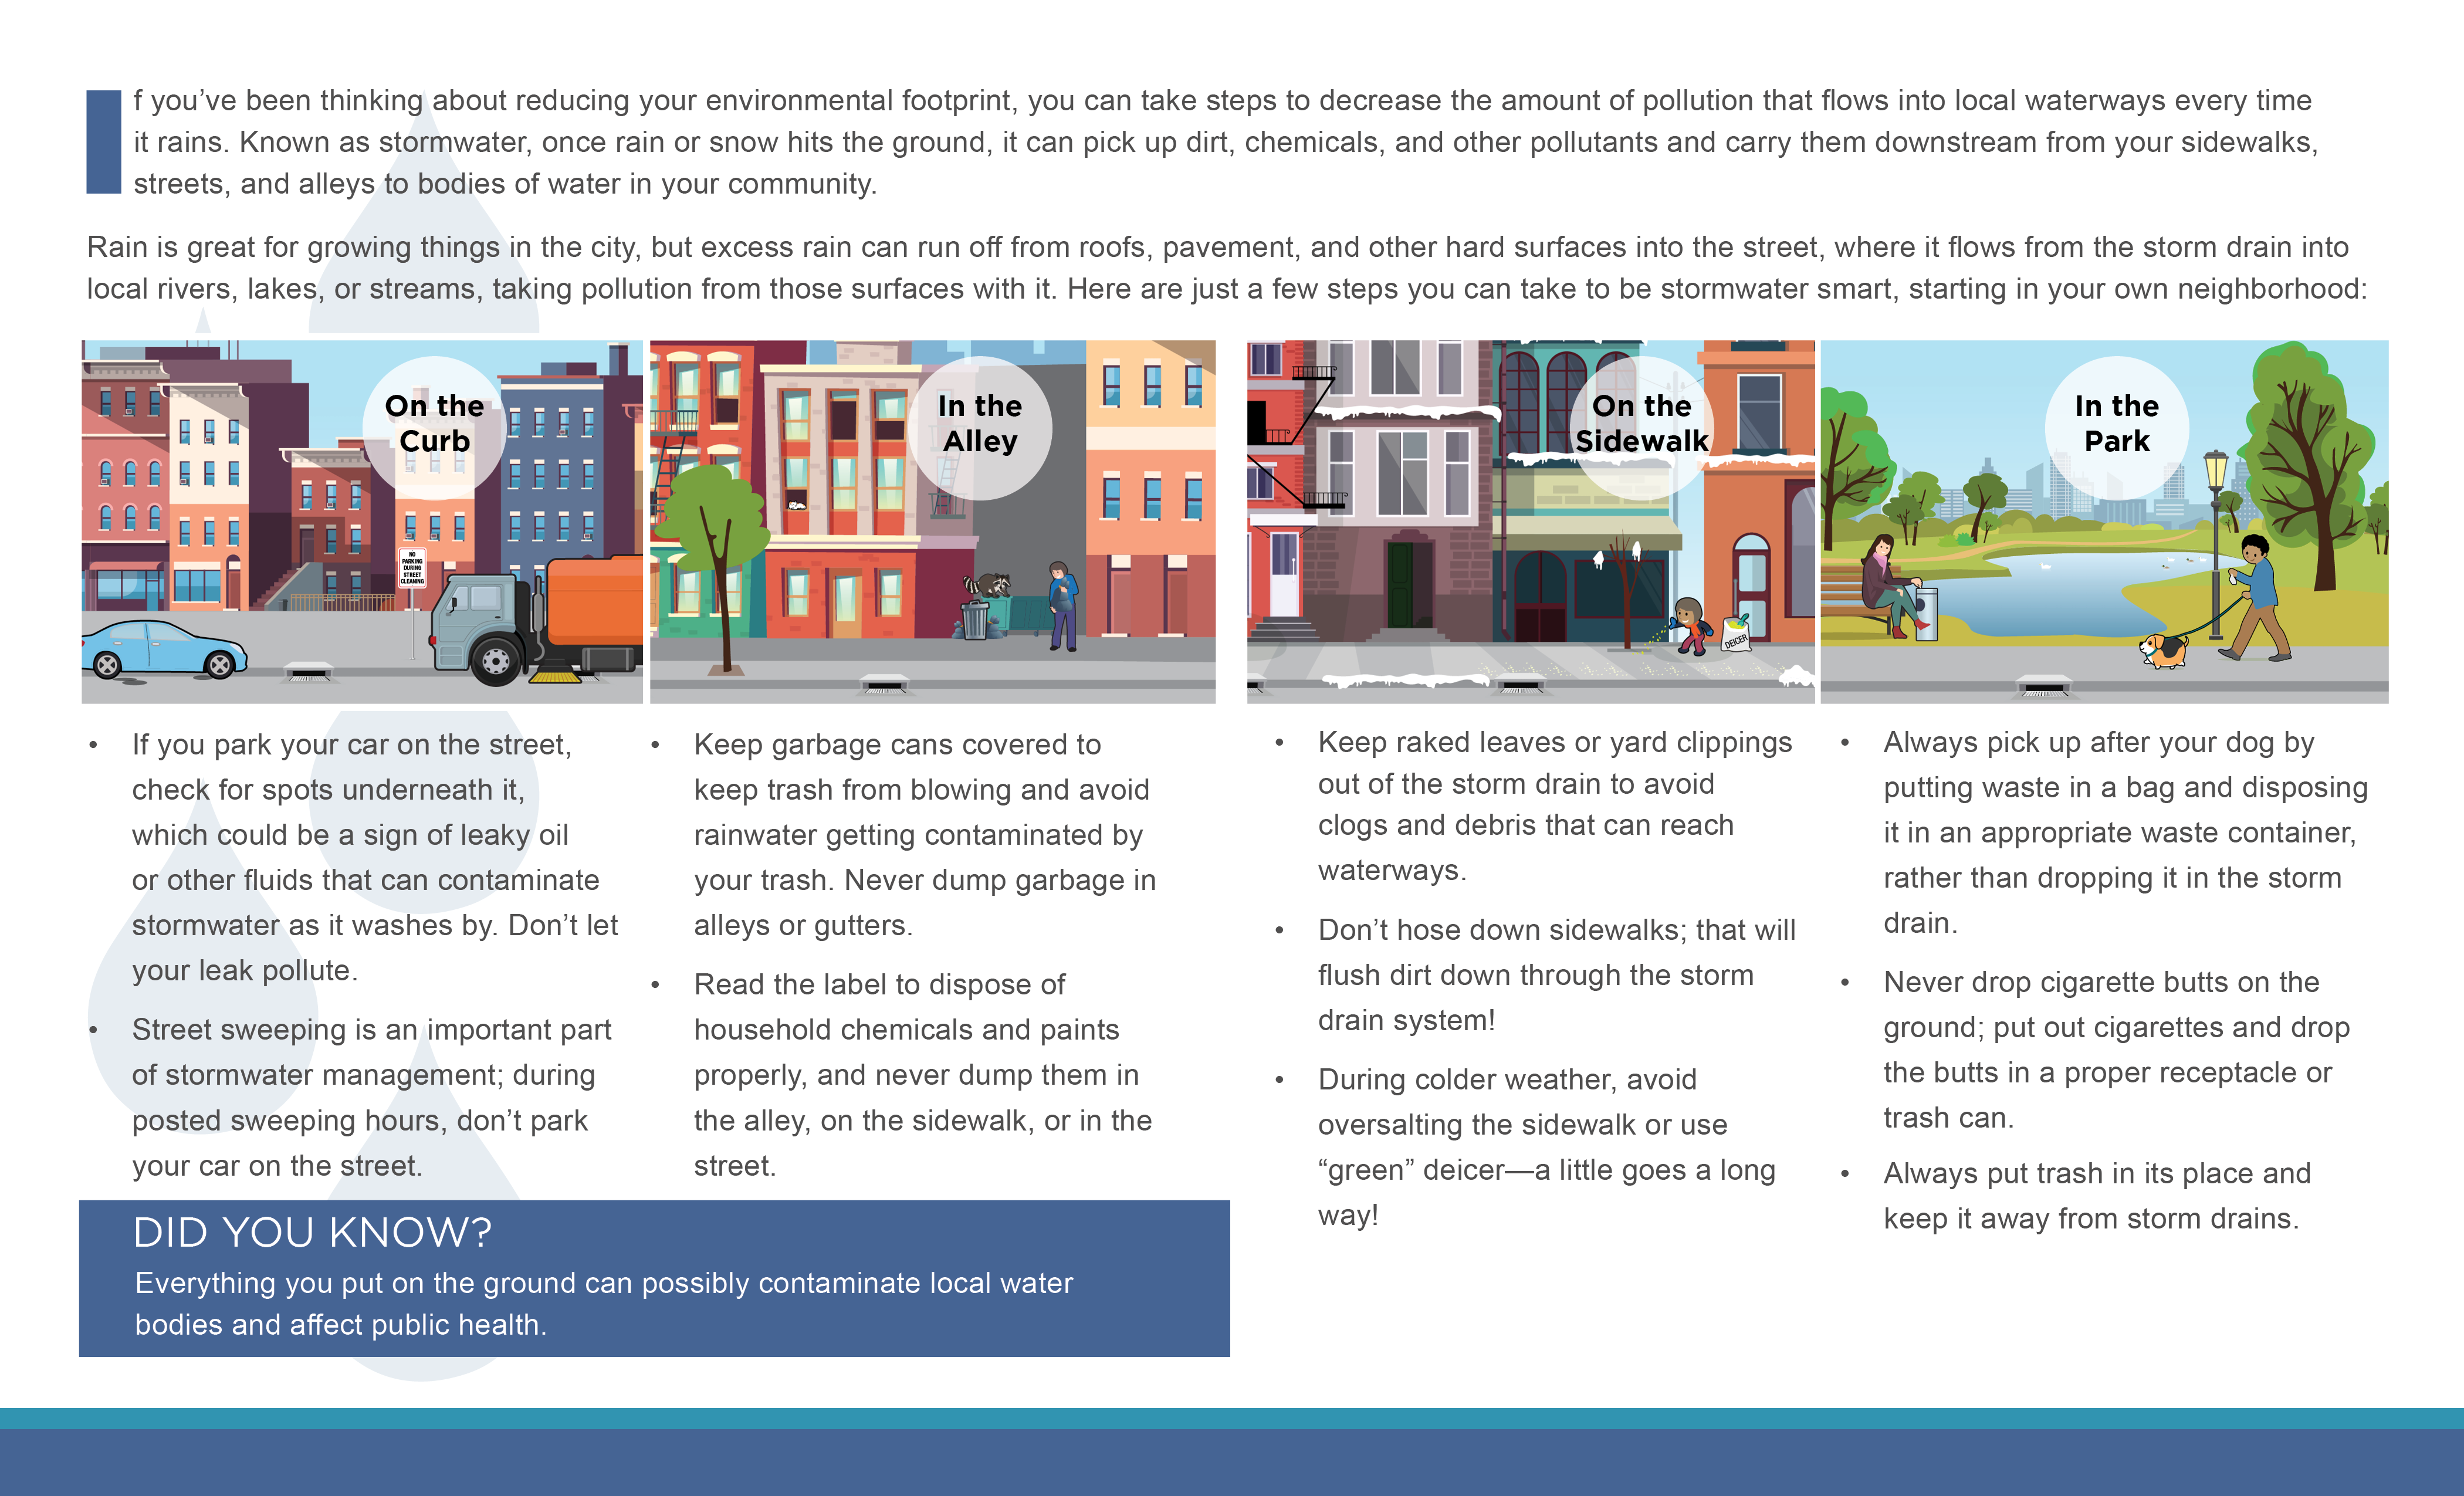 If you’ve been thinking about reducing your environmental footprint, you can take steps to decrease the amount of pollution that flows into local waterways every time
it rains. Known as stormwater, once rain or snow hits the ground, it can pick up dirt, chemicals, and other pollutants and carry them downstream from your sidewalks,
streets, and alleys to bodies of water in your community.
Rain is great for growing things in the city, but excess rain can run off from roofs, pavement, and other hard surfaces into the street, where it flows from the storm drain into
local rivers, lakes, or streams, taking pollution from those surfaces with it. Here are just a few steps you can take to be stormwater smart, starting in your own neighborhood:
On the
Curb
NO
PARKING
DURING
STREET
CLEANING
• If you park your car on the street,
check for spots underneath it,
which could be a sign of leaky oil
or other fluids that can contaminate
stormwater as it washes by. Don’t let
your leak pollute.
• Street sweeping is an important part
of stormwater management; during
posted sweeping hours, don’t park
your car on the street.
In the
Alley
• Keep garbage cans covered to
keep trash from blowing and avoid
rainwater getting contaminated by
your trash. Never dump garbage in
alleys or gutters.
• Read the label to dispose of
household chemicals and paints
properly, and never dump them in
the alley, on the sidewalk, or in the
street.
On the
Sidewalk
DEICER
• Keep raked leaves or yard clippings
out of the storm drain to avoid
clogs and debris that can reach
waterways.
• Don’t hose down sidewalks; that will
flush dirt down through the storm
drain system!
• During colder weather, avoid
oversalting the sidewalk or use
“green” deicer—a little goes a long
way!
In the
Park
• Always pick up after your dog by
putting waste in a bag and disposing
it in an appropriate waste container,
rather than dropping it in the storm
drain.
• Never drop cigarette butts on the
ground; put out cigarettes and drop
the butts in a proper receptacle or
trash can.
• Always put trash in its place and
keep it away from storm drains.
DID YOU KNOW?
Everything you put on the ground can possibly contaminate local water
bodies and affect public health.